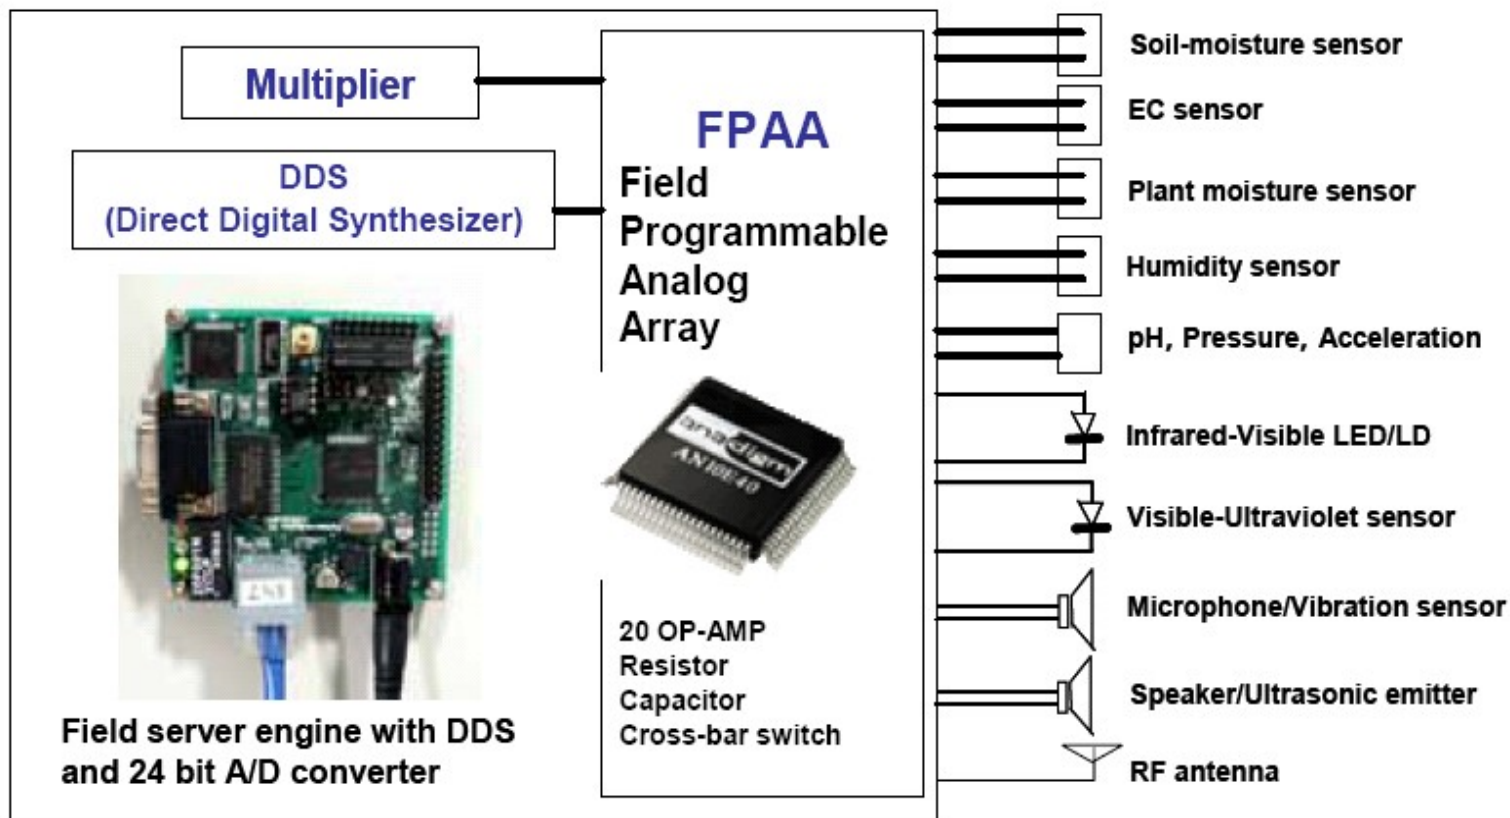 Multiplier
DDS
(Direct Digital Synthesizer)
FPAA
Field
Programmable
Analog
Array
anadigm
AN10E40
20 OP-AMP
Resistor
Capacitor
Cross-bar switch
Field server engine with DDS
and 24 bit A/D converter
Soil-moisture sensor
EC sensor
Plant moisture sensor
Humidity sensor
pH, Pressure, Acceleration
Infrared-Visible LED/LD
Visible-Ultraviolet sensor
Microphone/Vibration sensor
Speaker/Ultrasonic emitter
RF antenna